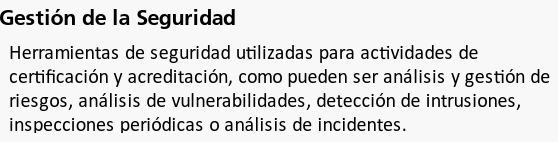 Gestión de la Seguridad
Herramientas de seguridad utilizadas para actividades de
certificación y acreditación, como pueden ser análisis y gestión de
riesgos, análisis de vulnerabilidades, detección de intrusiones,
inspecciones periódicas o análisis de incidentes.